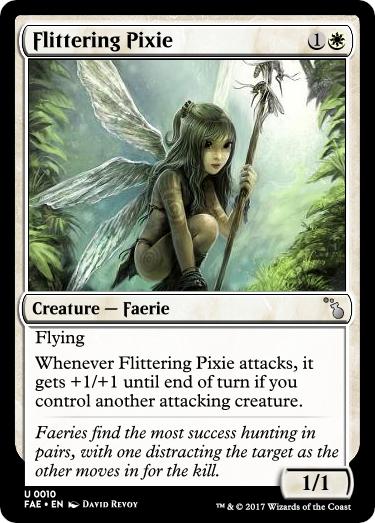 Flittering Pixie 1
Creature — Faerie
Flying
Whenever Flittering Pixie attacks, it
gets +1/+1 until end of turn if you
control another attacking creature.
Faeries find the most success hunting in
pairs, with one distracting the target as the
other moves in for the kill.
1/1
U 0010
FAE • EN DAVID REVOY
™ & © 2017 Wizards of the Coast